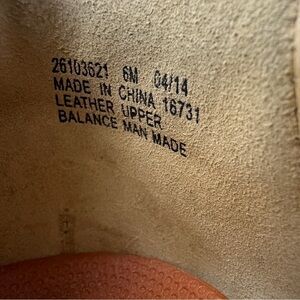 26103621 6M 04/14
MADE IN CHINA 16731
LEATHER UPPER
BALANCE MAN MADE